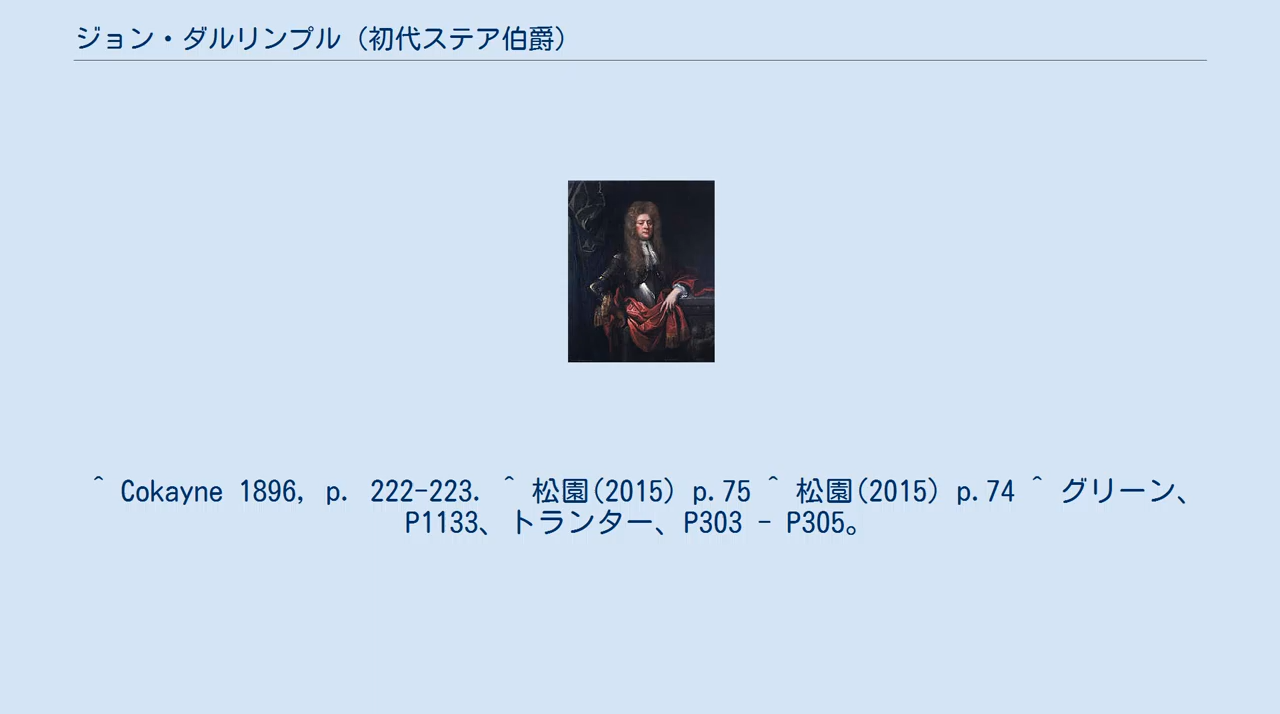 ジョン・ダルリンプル（初代ステア伯爵）
^ Cokayne 1896, p. 222-223. ^ 松園(2015) p.75 ^ 松園(2015) p.74 ^ グリーン、
P1133、トランター、P303 - P305。